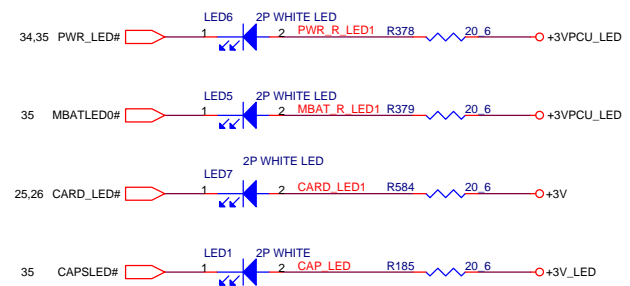 LED6 2P WHITE LED
34,35 PWR_LED# 1 2 PWR_R_LED1 R378 20_6 +3VPCU_LED
LED5 2P WHITE LED
35 MBATLED0# 1 2 MBAT_R_LED1 R379 20_6 +3VPCU_LED
2P WHITE LED
LED7
25,26 CARD_LED# 1 2 CARD_LED1 R584 20_6 +3V
LED1 2P WHITE
35 CAPSLED# 1 2 CAP_LED R185 20_6 +3V_LED